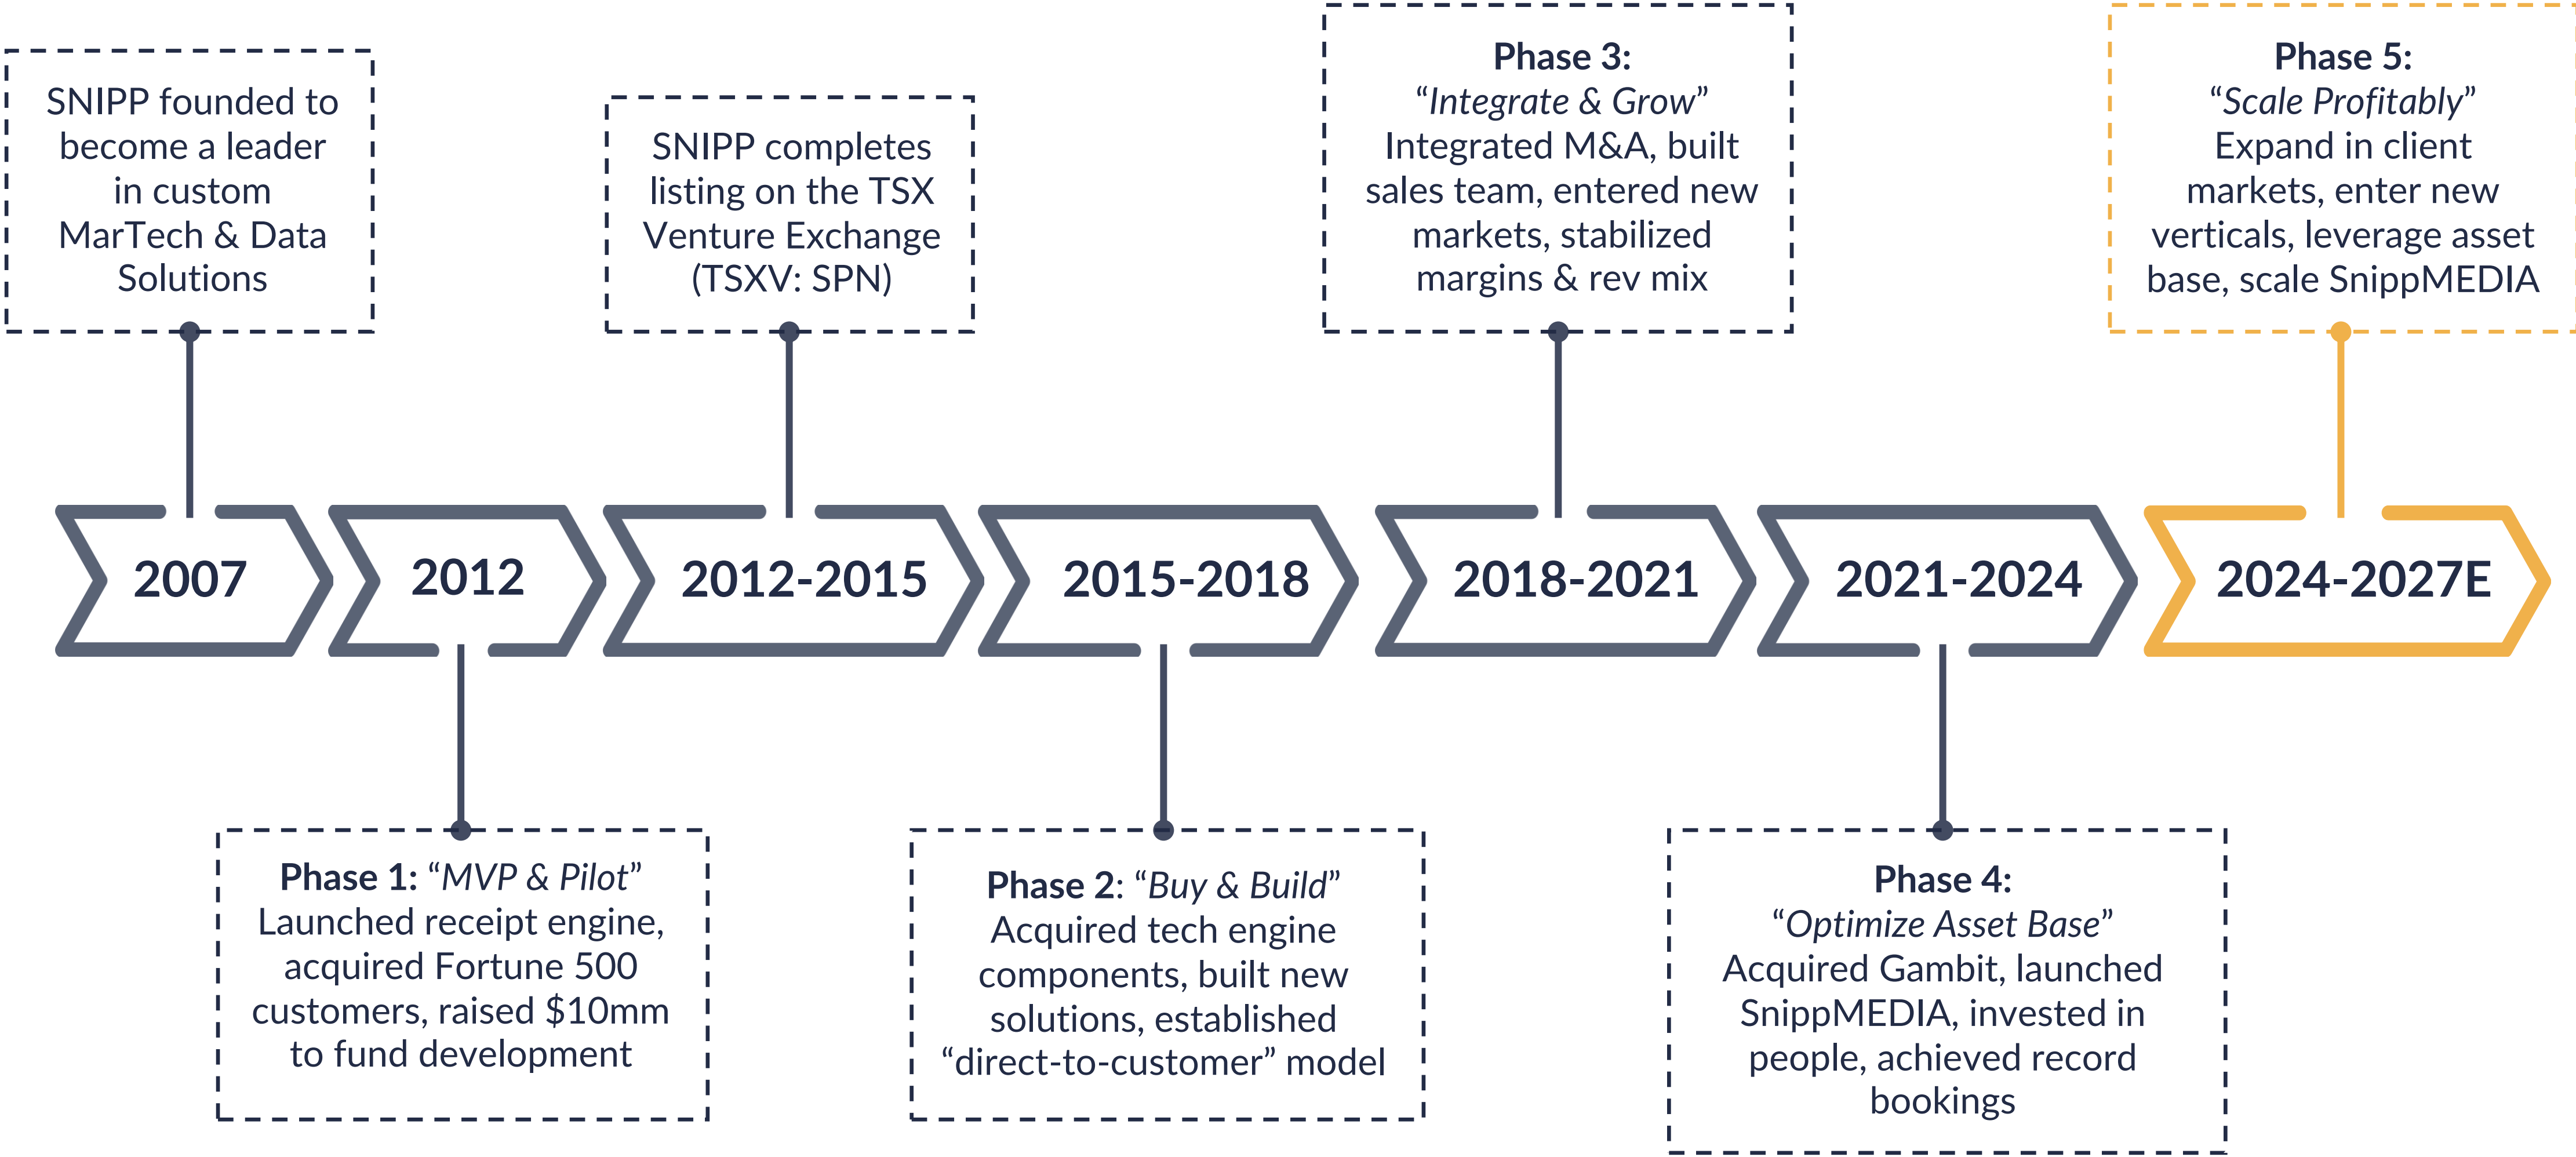 SNIPP founded to
become a leader
in custom
MarTech & Data
Solutions
SNIPP completes
listing on the TSX
Venture Exchange
(TSXV: SPN)
Phase 3:
“Integrate & Grow”
Integrated M&A, built
sales team, entered new
markets, stabilized
margins & rev mix
Phase 5:
“Scale Profitably”
Expand in client
markets, enter new
verticals, leverage asset
base, scale SnippMEDIA
2007
2012
2012-2015
2015-2018
2018-2021
2021-2024
2024-2027E
Phase 1: “MVP & Pilot”
Launched receipt engine,
acquired Fortune 500
customers, raised $10mm
to fund development
Phase 2: “Buy & Build”
Acquired tech engine
components, built new
solutions, established
“direct-to-customer” model
Phase 4:
“Optimize Asset Base”
Acquired Gambit, launched
SnippMEDIA, invested in
people, achieved record
bookings